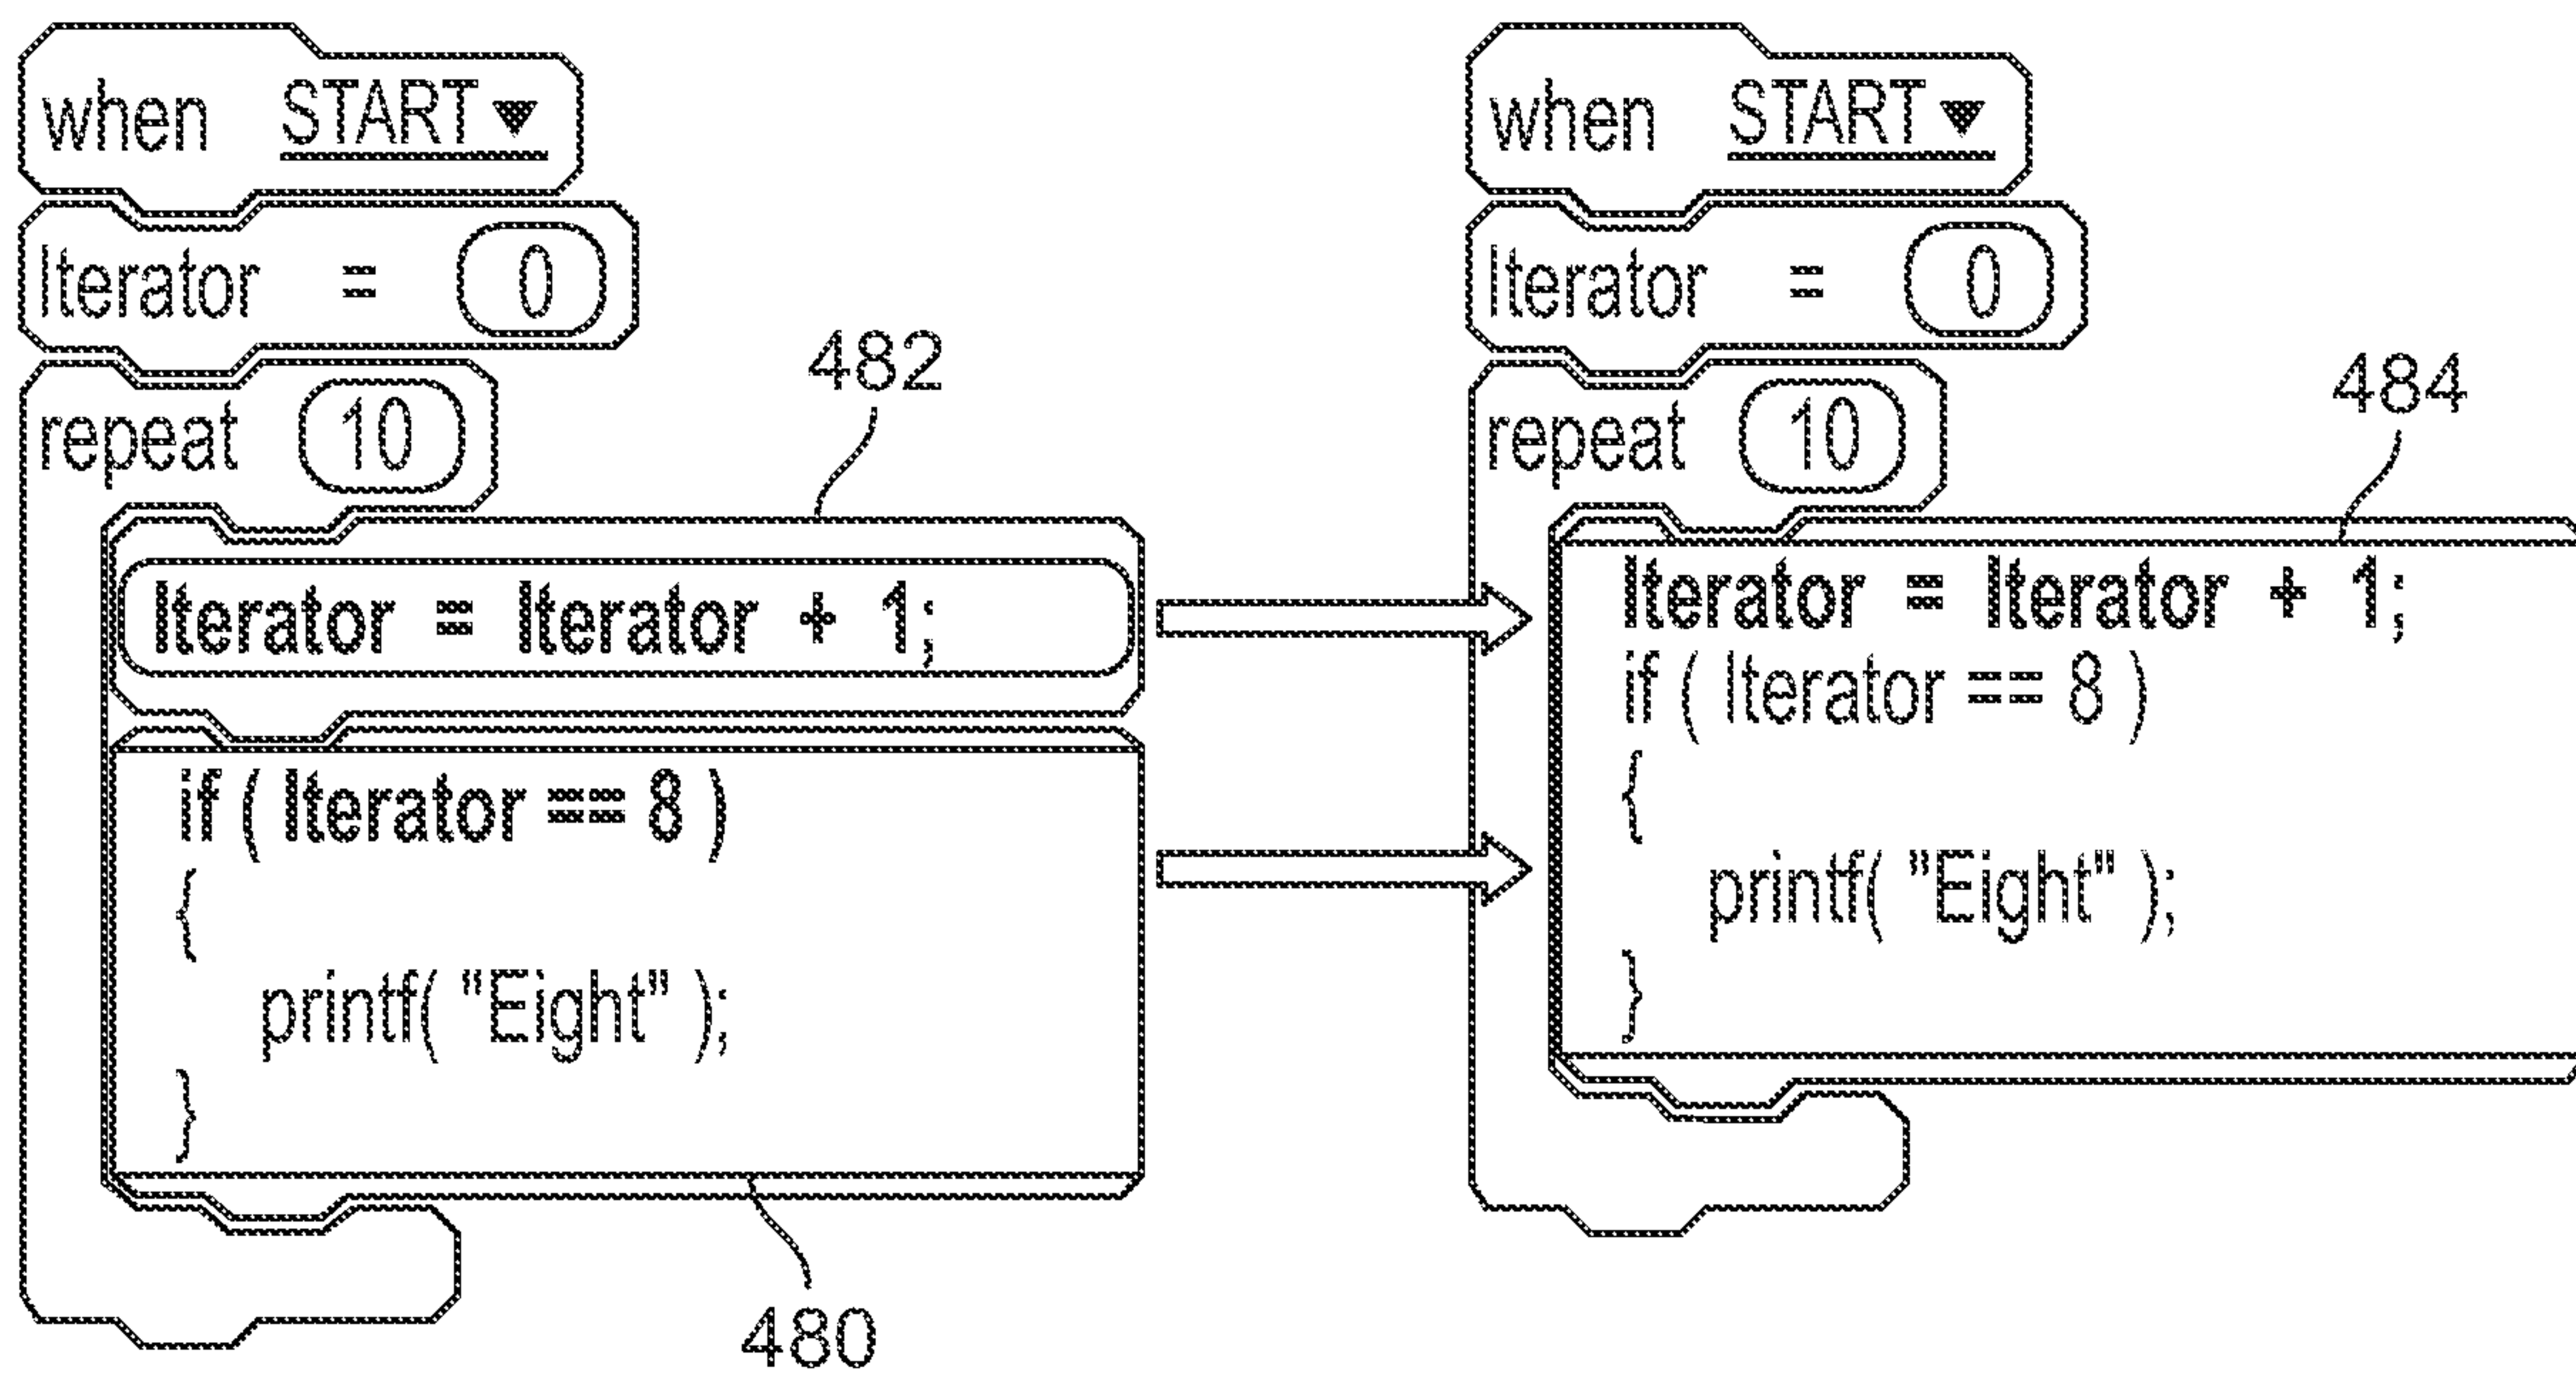 when START
Iterator = 0
repeat 10
482
Iterator = Iterator + 1;
if ( Iterator == 8 )
{
printf( "Eight" );
}
480
when START
Iterator = 0
repeat 10
484
Iterator = Iterator + 1;
if ( Iterator == 8 )
{
printf( "Eight" );
}